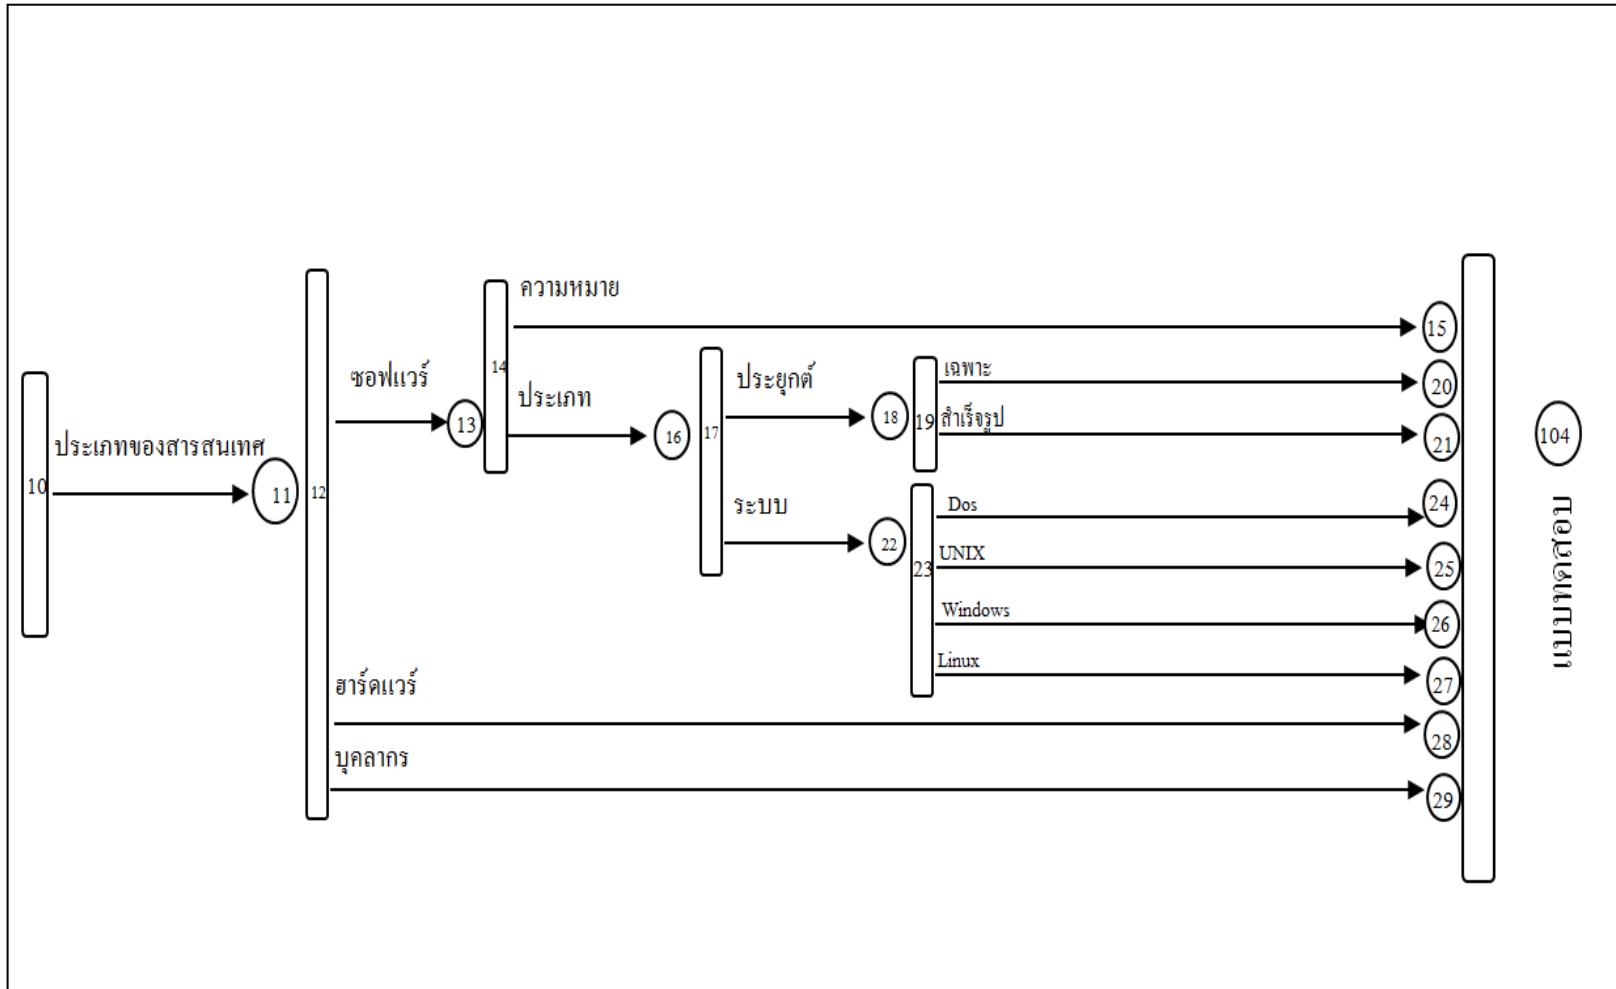 ความหมาย
15
14
ซอฟแวร์
13
ประเภท
16
17
ประยุกต์
18
19
เฉพาะ
20
สำเร็จรูป
21
104
ประเภทของสารสนเทศ
10
11
12
ระบบ
22
23
Dos
24
UNIX
25
Windows
26
Linux
27
แบบทดสอบ
ฮาร์ดแวร์
28
บุคลากร
29